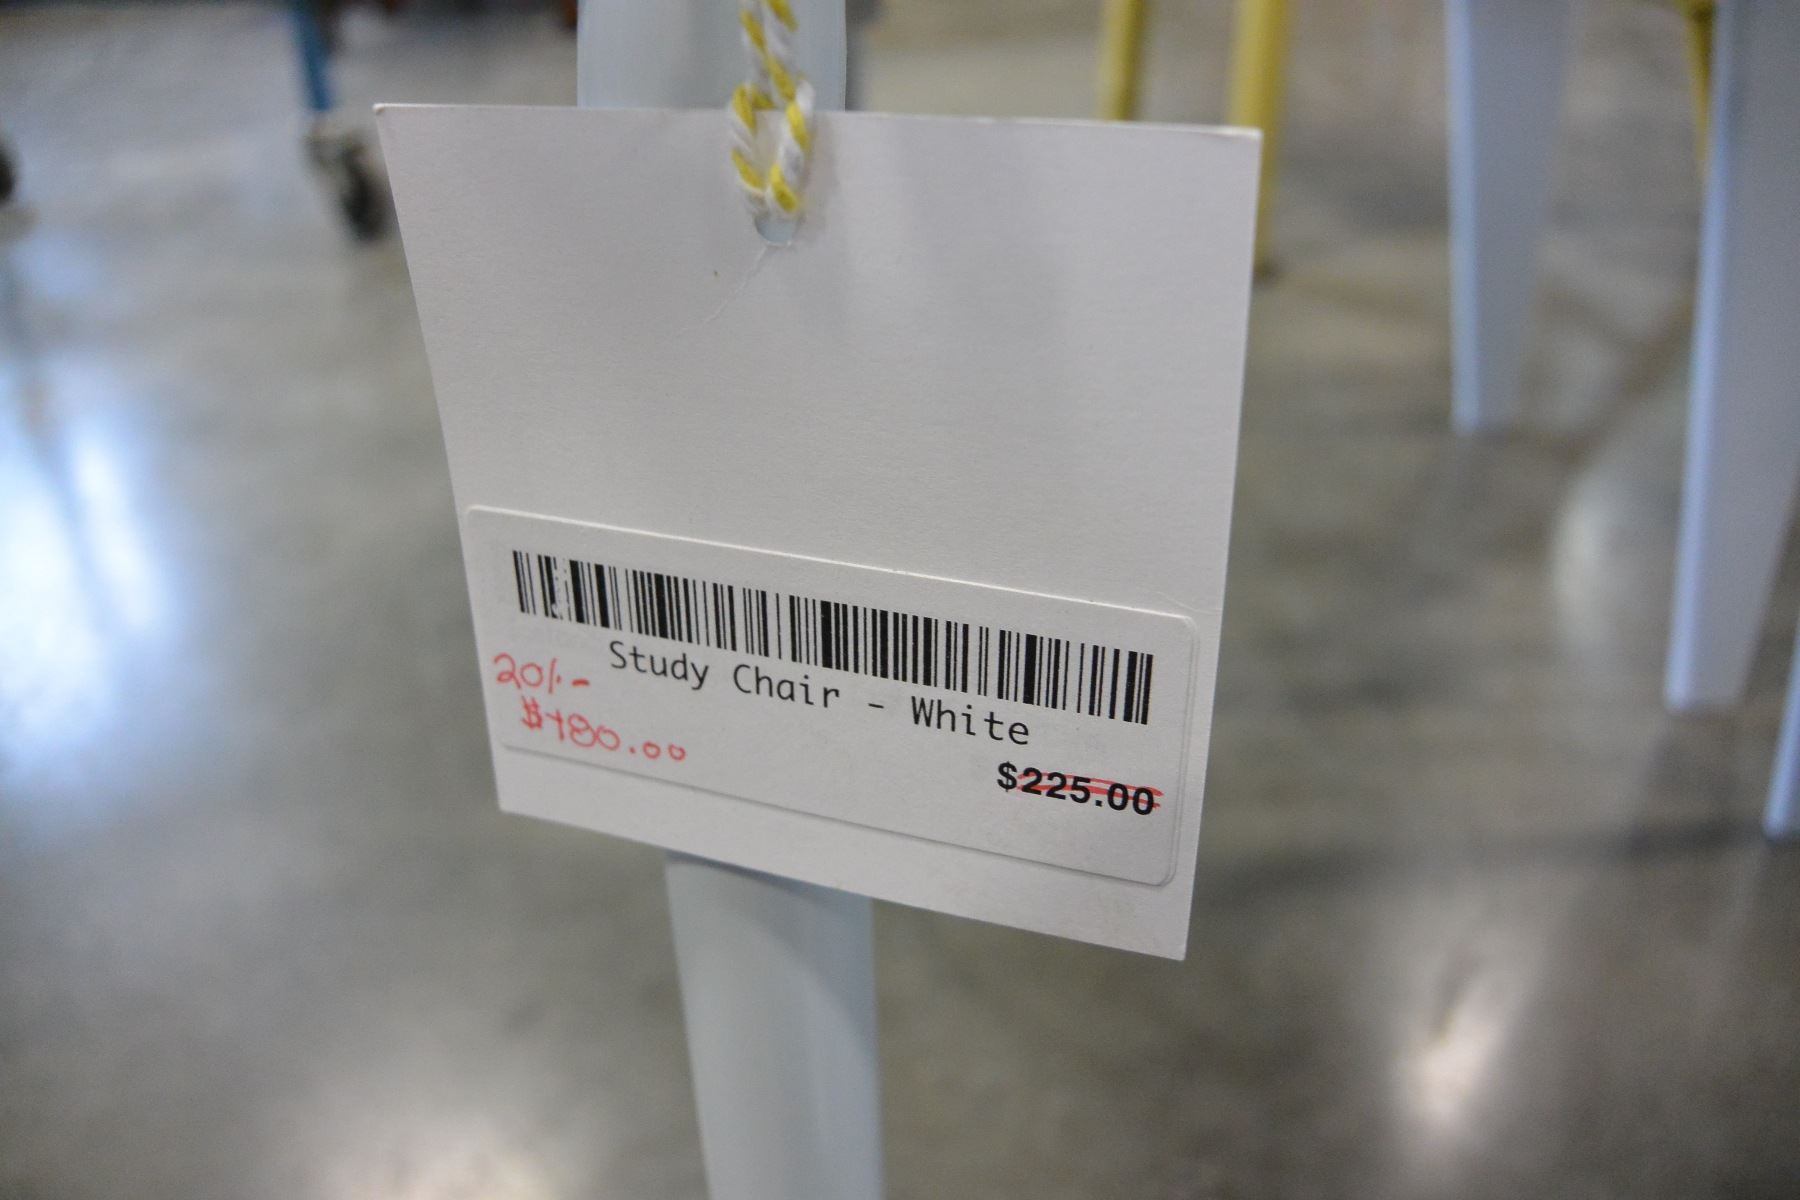 Study Chair - White
20%-
$180.00
$225.00